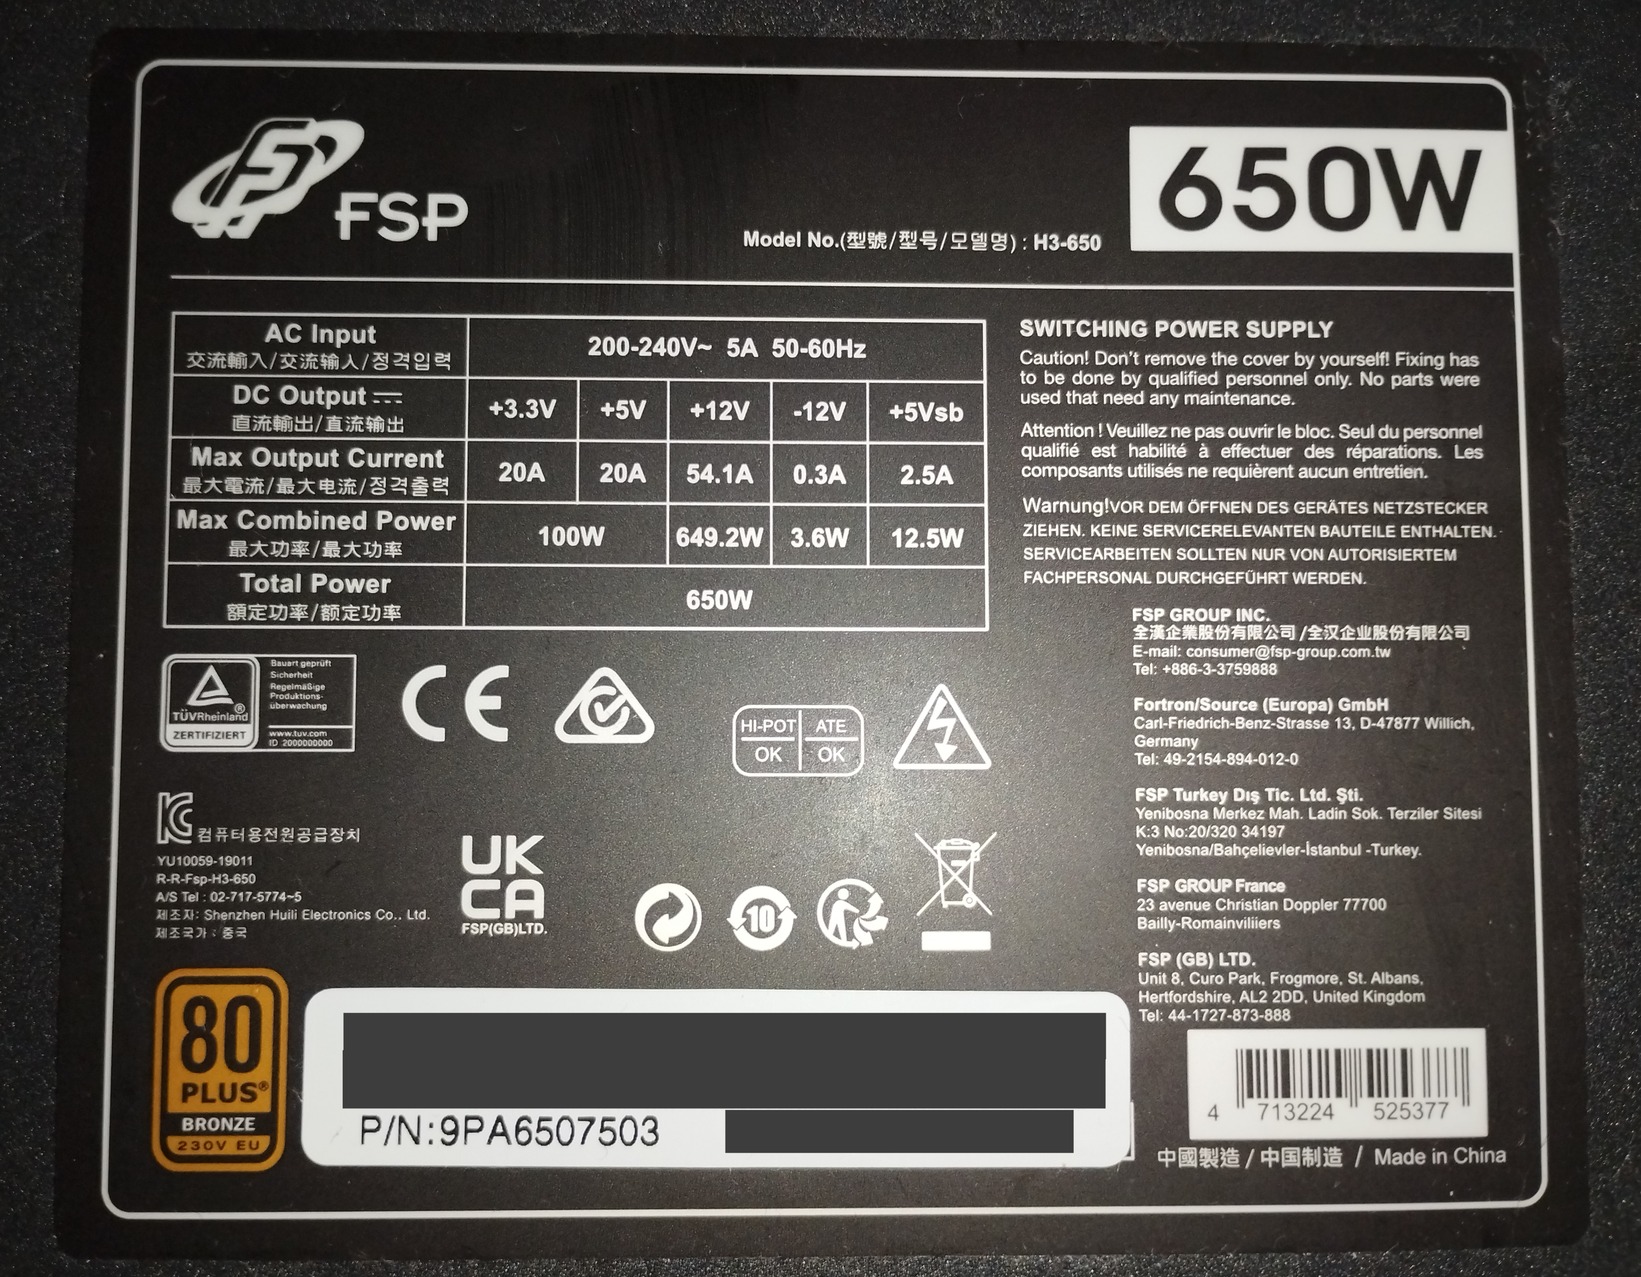 FSP
Model No.(型號/型号/모델명) : H3-650
650W
AC Input
交流輸入/交流输入/정격입력
200-240V~ 5A 50-60Hz
DC Output
直流輸出/直流输出
+3.3V +5V +12V -12V +5Vsb
Max Output Current
最大電流/最大电流/정격출력
20A 20A 54.1A 0.3A 2.5A
Max Combined Power
最大功率/最大功率
100W 649.2W 3.6W 12.5W
Total Power
額定功率/额定功率
650W
SWITCHING POWER SUPPLY
Caution! Don't remove the cover by yourself! Fixing has
to be done by qualified personnel only. No parts were
used that need any maintenance.
Attention ! Veuillez ne pas ouvrir le bloc. Seul du personnel
qualifié est habilité à effectuer des réparations. Les
composants utilisés ne requièrent aucun entretien.
Warnung!VOR DEM ÖFFNEN DES GERÄTES NETZSTECKER
ZIEHEN. KEINE SERVICERELEVANTEN BAUTEILE ENTHALTEN.
SERVICEARBEITEN SOLLTEN NUR VON AUTORISIERTEM
FACHPERSONAL DURCHGEFÜHRT WERDEN.
FSP GROUP INC.
全漢企業股份有限公司/全汉企业股份有限公司
E-mail: consumer@fsp-group.com.tw
Tel: +886-3-3759888
Fortron/Source (Europa) GmbH
Carl-Friedrich-Benz-Strasse 13, D-47877 Willich,
Germany
Tel: 49-2154-894-012-0
FSP Turkey Dış Tic. Ltd. Şti.
Yenibosna Merkez Mah. Ladin Sok. Terziler Sitesi
K:3 No:20/320 34197
Yenibosna/Bahçelievler-İstanbul -Turkey.
FSP GROUP France
23 avenue Christian Doppler 77700
Bailly-Romainviliiers
FSP (GB) LTD.
Unit 8, Curo Park, Frogmore, St. Albans,
Hertfordshire, AL2 2DD, United Kingdom
Tel: 44-1727-873-888
TÜVRheinland®
ZERTIFIZIERT
Bauart geprüft
Sicherheit
Regelmäßige
Produktions-
überwachung
www.tuv.com
ID 2000000000
CE
HI-POT ATE
OK OK
KC 컴퓨터용전원공급장치
YU10059-19011
R-R-Fsp-H3-650
A/S Tel : 02-717-5774~5
제조자: Shenzhen Huili Electronics Co., Ltd.
제조국가 : 중국
UK
CA
FSP(GB)LTD.
10
80
PLUS®
BRONZE
230V EU
P/N:9PA6507503
4 713224 525377
中國製造 / 中国制造 / Made in China